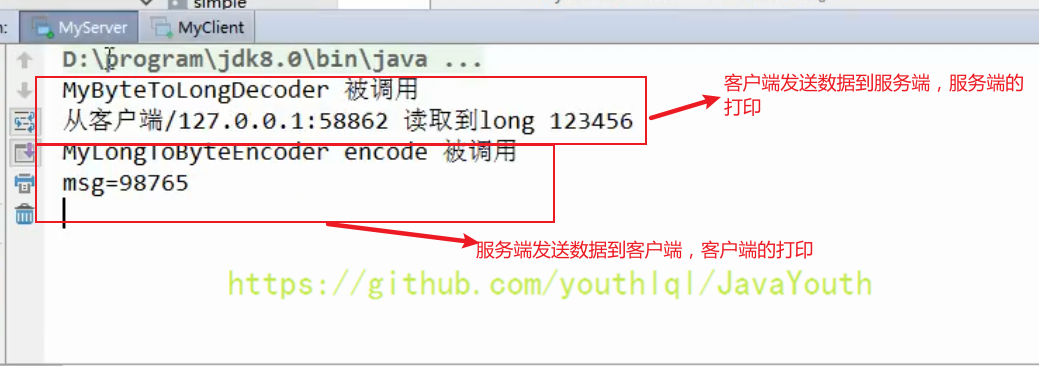 simple
MyServer
MyClient
D:\program\jdk8.0\bin\java ...
MyByteToLongDecoder 被调用
从客户端/127.0.0.1:58862 读取到long 123456
MyLongToByteEncoder encode 被调用
msg=98765
客户端发送数据到服务端，服务端的
打印
服务端发送数据到客户端，客户端的打印
https://github.com/youthlql/JavaYouth